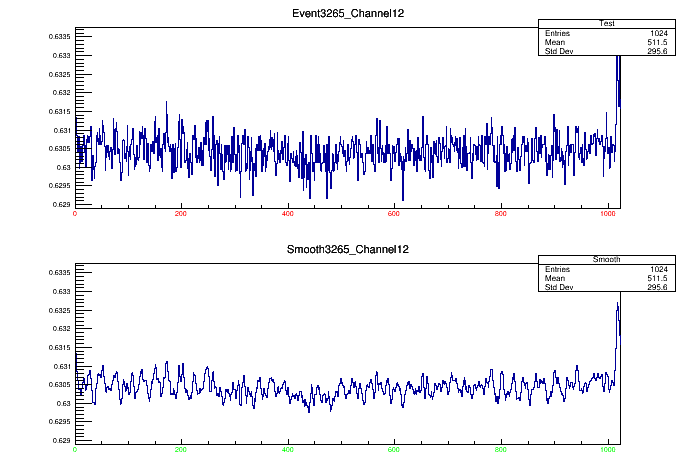 Event3265_Channel12
Test
Entries 1024
Mean 511.5
Std Dev 295.6
0.6335
0.633
0.6325
0.632
0.6315
0.631
0.6305
0.63
0.6295
0.629
0 200 400 600 800 1000
Smooth3265_Channel12
Smooth
Entries 1024
Mean 511.5
Std Dev 295.6
0.6335
0.633
0.6325
0.632
0.6315
0.631
0.6305
0.63
0.6295
0.629
0 200 400 600 800 1000